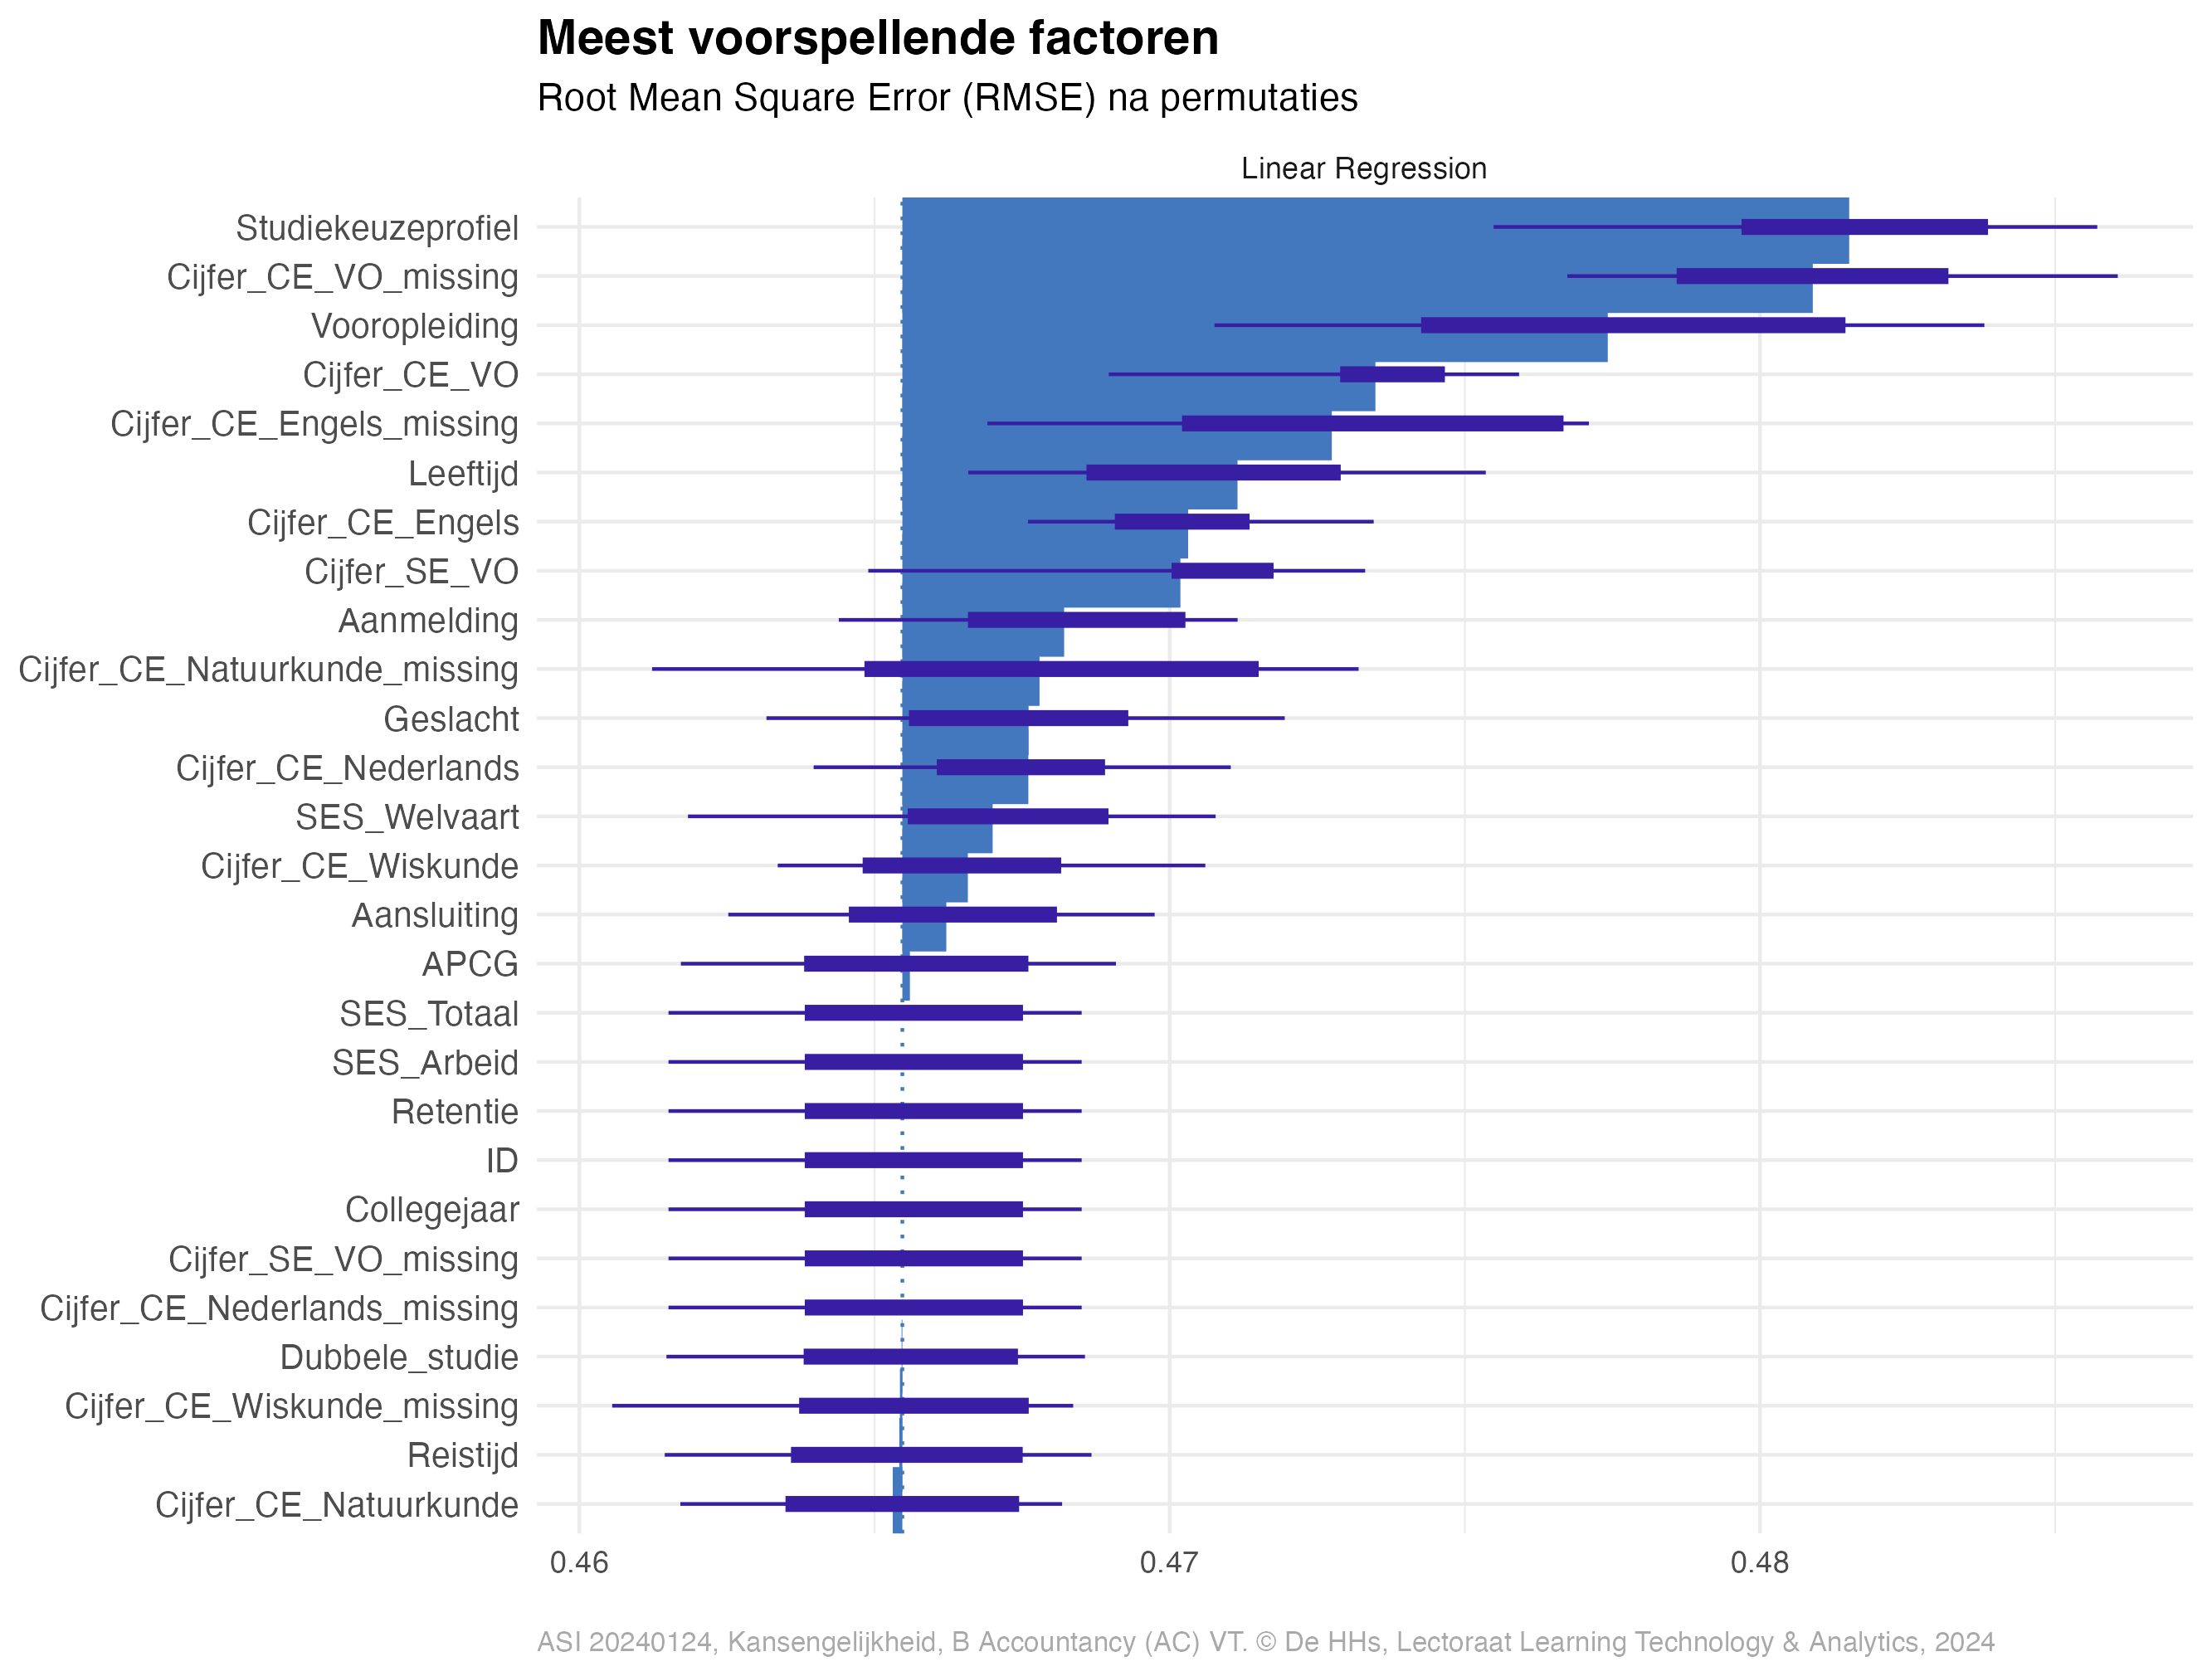 Meest voorspellende factoren
Root Mean Square Error (RMSE) na permutaties
Linear Regression
Studiekeuzeprofiel
Cijfer_CE_VO_missing
Vooropleiding
Cijfer_CE_VO
Cijfer_CE_Engels_missing
Leeftijd
Cijfer_CE_Engels
Cijfer_SE_VO
Aanmelding
Cijfer_CE_Natuurkunde_missing
Geslacht
Cijfer_CE_Nederlands
SES_Welvaart
Cijfer_CE_Wiskunde
Aansluiting
APCG
SES_Totaal
SES_Arbeid
Retentie
ID
Collegejaar
Cijfer_SE_VO_missing
Cijfer_CE_Nederlands_missing
Dubbele_studie
Cijfer_CE_Wiskunde_missing
Reistijd
Cijfer_CE_Natuurkunde
0.46 0.47 0.48
ASI 20240124, Kansengelijkheid, B Accountancy (AC) VT. © De HHs, Lectoraat Learning Technology & Analytics, 2024